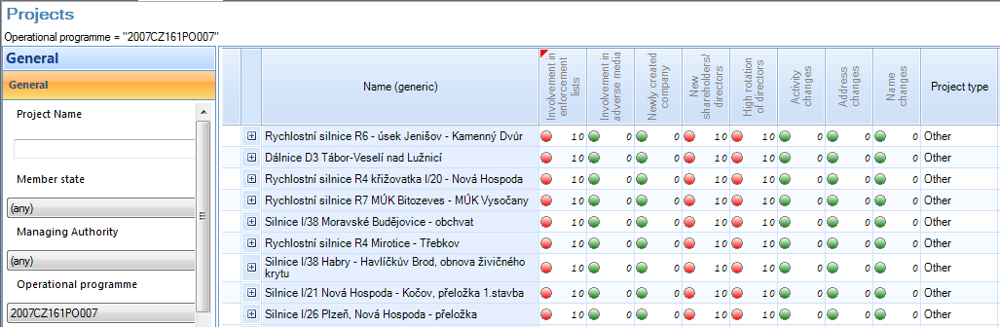 Projects
Operational programme = "2007CZ161PO007"
General
General
Project Name
Member state
(any)
Managing Authority
(any)
Operational programme
2007CZ161PO007
Name (generic)
Involvement in
enforcement
lists
Involvement in
adverse media
Newly created
company
New
shareholders/
directors
High rotation
of directors
Activity
changes
Address
changes
Name
changes
Project type
Rychlostní silnice R6 - úsek Jenišov - Kamenný Dvůr 10 0 0 10 10 0 0 0 Other
Dálnice D3 Tábor-Veselí nad Lužnicí 10 0 0 10 10 0 0 0 Other
Rychlostní silnice R4 křižovatka I/20 - Nová Hospoda 10 0 0 10 10 0 0 0 Other
Rychlostní silnice R7 MÚK Bitozeves - MÚK Vysočany 10 0 0 10 10 0 0 0 Other
Silnice I/38 Moravské Budějovice - obchvat 10 0 0 10 10 0 0 0 Other
Rychlostní silnice R4 Mirotice - Třebkov 10 0 0 10 10 0 0 0 Other
Silnice I/38 Habry - Havlíčkův Brod, obnova živičného
krytu 10 0 0 10 10 0 0 0 Other
Silnice I/21 Nová Hospoda - Kočov, přeložka 1.stavba 10 0 0 10 10 0 0 0 Other
Silnice I/26 Plzeň, Nová Hospoda - přeložka 10 0 0 10 10 0 0 0 Other